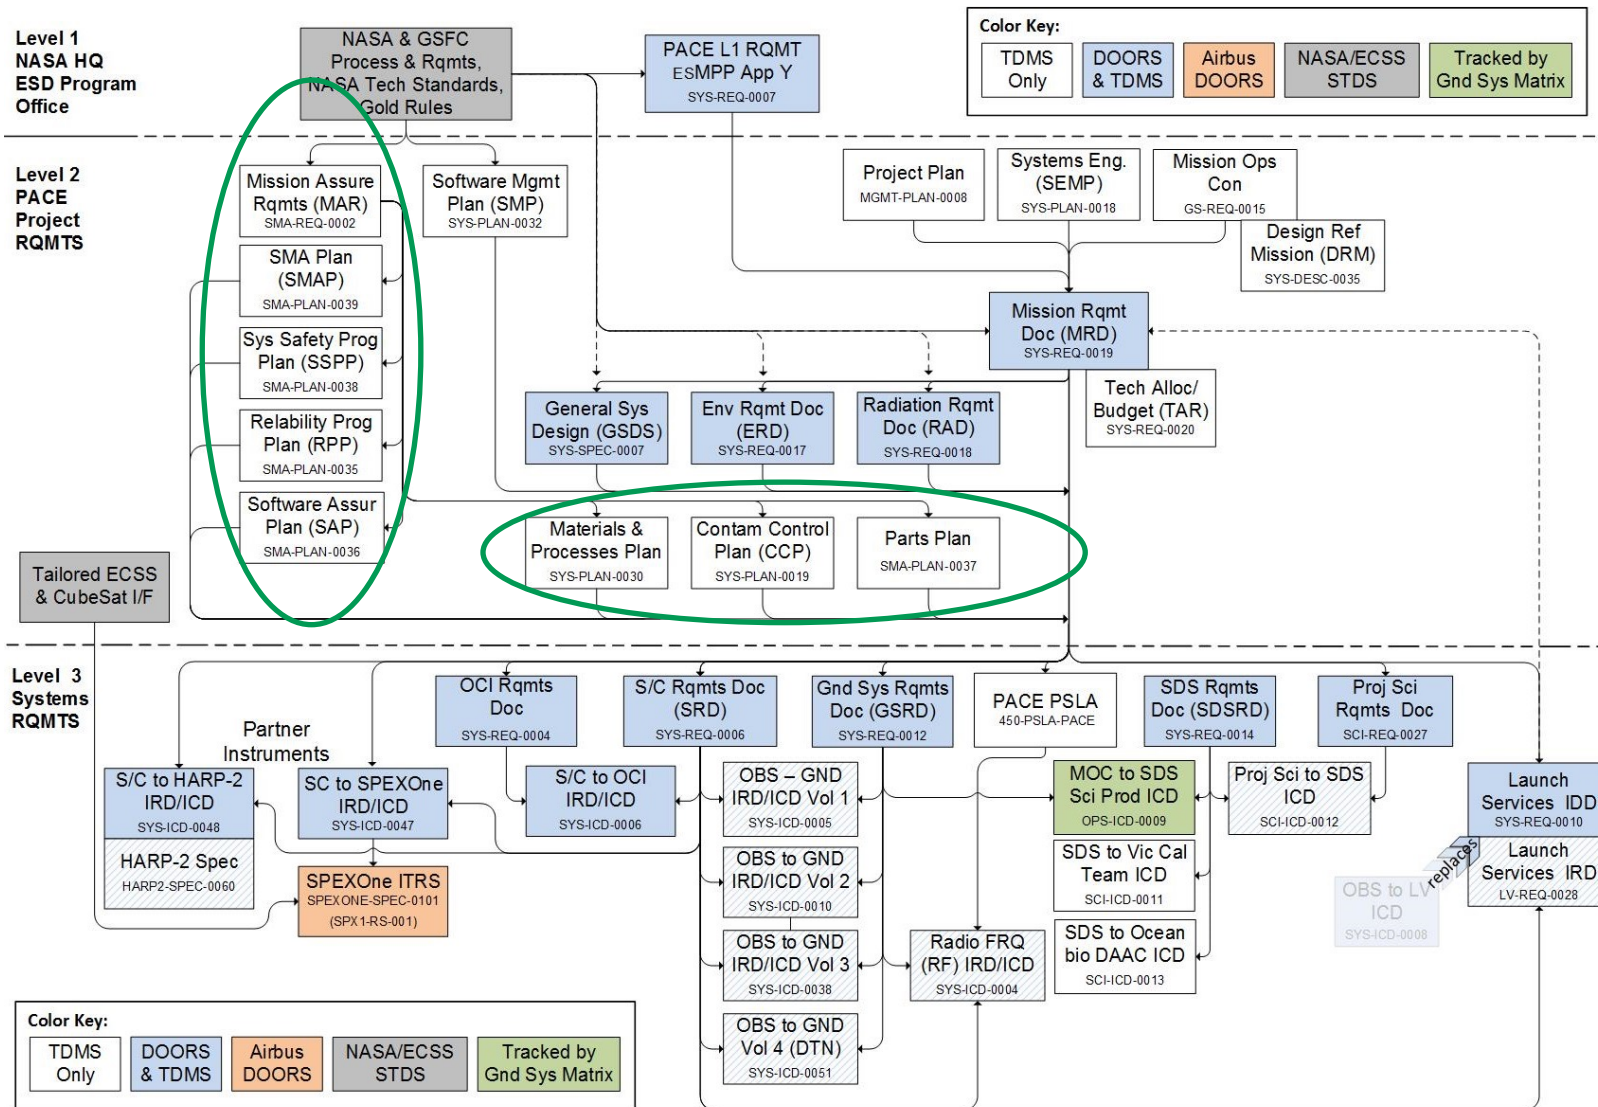 Level 1
NASA HQ
ESD Program
Office
NASA & GSFC
Process & Rqmts,
NASA Tech Standards,
Gold Rules
PACE L1 RQMT
ESMPP App Y
SYS-REQ-0007
Color Key:
TDMS
Only
DOORS
& TDMS
Airbus
DOORS
NASA/ECSS
STDS
Tracked by
Gnd Sys Matrix
Level 2
PACE
Project
RQMTS
Mission Assure
Rqmts (MAR)
SMA-REQ-0002
Software Mgmt
Plan (SMP)
SYS-PLAN-0032
Project Plan
MGMT-PLAN-0008
Systems Eng.
(SEMP)
SYS-PLAN-0018
Mission Ops
Con
GS-REQ-0015
Design Ref
Mission (DRM)
SYS-DESC-0035
SMA Plan
(SMAP)
SMA-PLAN-0039
Mission Rqmt
Doc (MRD)
SYS-REQ-0019
Sys Safety Prog
Plan (SSPP)
SMA-PLAN-0038
Tech Alloc/
Budget (TAR)
SYS-REQ-0020
General Sys
Design (GSDS)
SYS-SPEC-0007
Env Rqmt Doc
(ERD)
SYS-REQ-0017
Radiation Rqmt
Doc (RAD)
SYS-REQ-0018
Relability Prog
Plan (RPP)
SMA-PLAN-0035
Software Assur
Plan (SAP)
SMA-PLAN-0036
Materials &
Processes Plan
SYS-PLAN-0030
Contam Control
Plan (CCP)
SYS-PLAN-0019
Parts Plan
SMA-PLAN-0037
Tailored ECSS
& CubeSat I/F
Level 3
Systems
RQMTS
OCI Rqmts
Doc
SYS-REQ-0004
S/C Rqmts Doc
(SRD)
SYS-REQ-0006
Gnd Sys Rqmts
Doc (GSRD)
SYS-REQ-0012
PACE PSLA
450-PSLA-PACE
SDS Rqmts
Doc (SDSRD)
SYS-REQ-0014
Proj Sci
Rqmts Doc
SCI-REQ-0027
Partner
Instruments
S/C to HARP-2
IRD/ICD
SYS-ICD-0048
SC to SPEXOne
IRD/ICD
SYS-ICD-0047
S/C to OCI
IRD/ICD
SYS-ICD-0006
OBS – GND
IRD/ICD Vol 1
SYS-ICD-0005
MOC to SDS
Sci Prod ICD
OPS-ICD-0009
Proj Sci to SDS
ICD
SCI-ICD-0012
Launch
Services IDD
SYS-REQ-0010
HARP-2 Spec
HARP2-SPEC-0060
SPEXOne ITRS
SPEXONE-SPEC-0101
(SPX1-RS-001)
OBS to GND
IRD/ICD Vol 2
SYS-ICD-0010
SDS to Vic Cal
Team ICD
SCI-ICD-0011
replaces
Launch
Services IRD
LV-REQ-0028
OBS to LV
ICD
SYS-ICD-0008
OBS to GND
IRD/ICD Vol 3
SYS-ICD-0038
Radio FRQ
(RF) IRD/ICD
SYS-ICD-0004
SDS to Ocean
bio DAAC ICD
SCI-ICD-0013
OBS to GND
Vol 4 (DTN)
SYS-ICD-0051
Color Key:
TDMS
Only
DOORS
& TDMS
Airbus
DOORS
NASA/ECSS
STDS
Tracked by
Gnd Sys Matrix